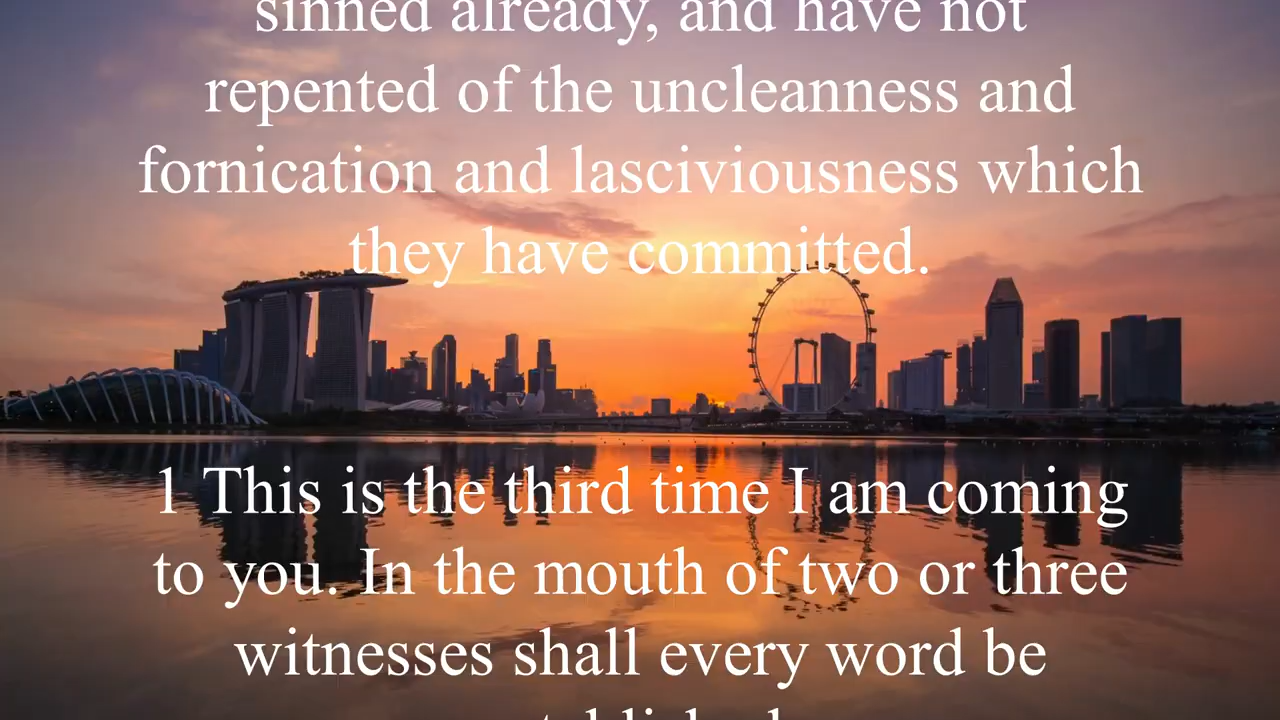 sinned already, and have not
repented of the uncleanness and
fornication and lasciviousness which
they have committed.
1 This is the third time I am coming
to you. In the mouth of two or three
witnesses shall every word be